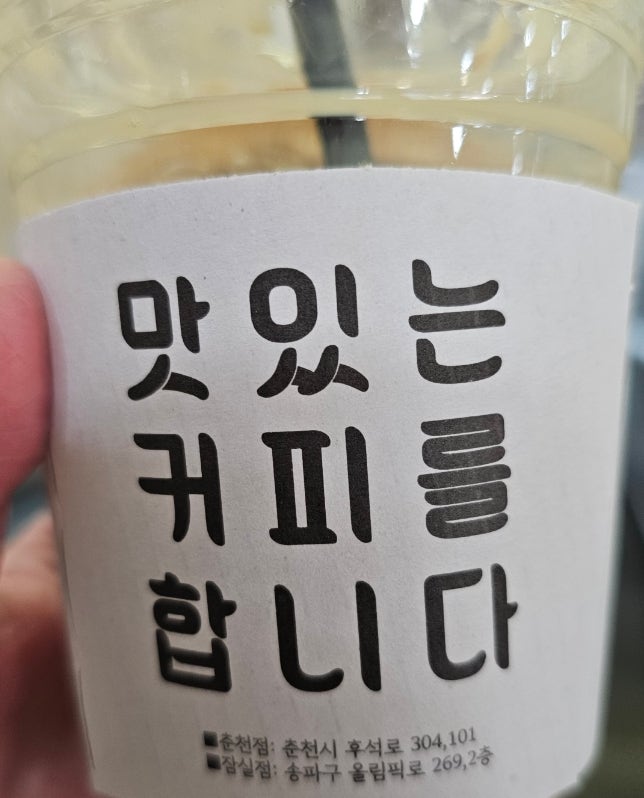 맛있는
커피를
합니다
■춘천점: 춘천시 후석로 304,101
■잠실점: 송파구 올림픽로 269,2층